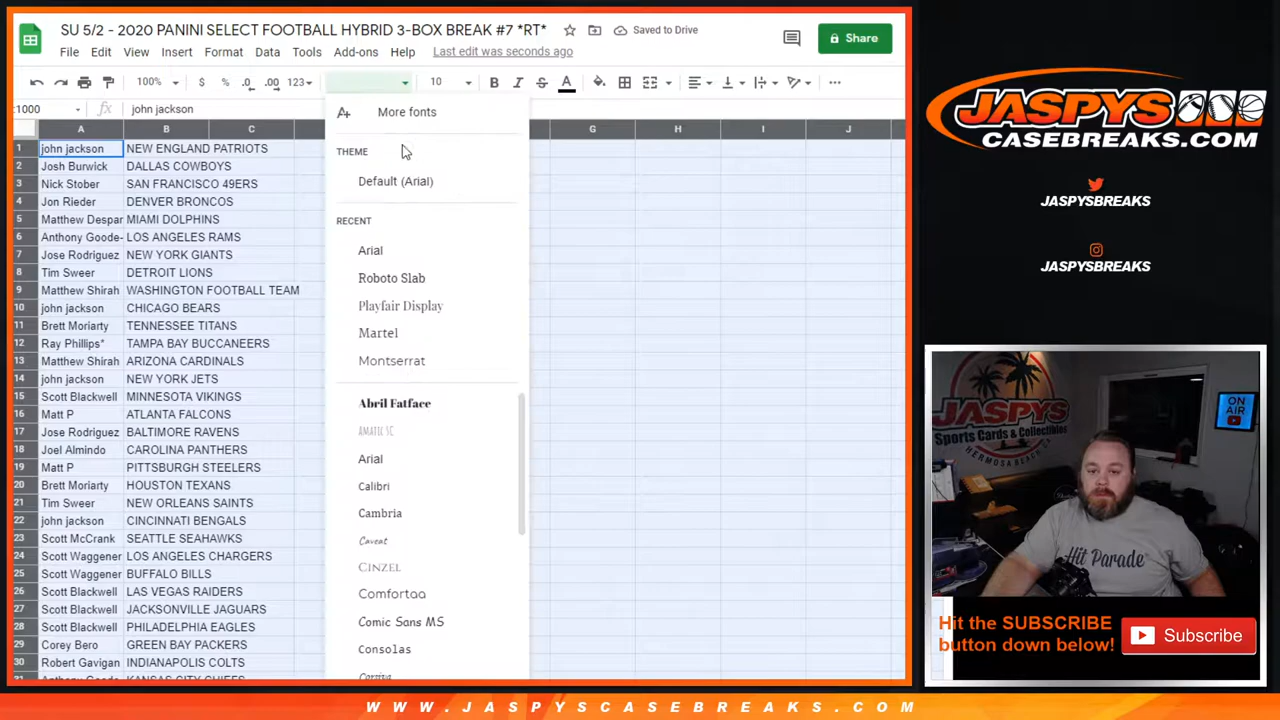 SU 5/2 - 2020 PANINI SELECT FOOTBALL HYBRID 3-BOX BREAK #7 *RT*
Saved to Drive
Share
File Edit View Insert Format Data Tools Add-ons Help Last edit was seconds ago
100% $ % .0 .00 123 10 B I S A
:1000 fx john jackson
A B C G H I J
1 john jackson NEW ENGLAND PATRIOTS
2 Josh Burwick DALLAS COWBOYS
3 Nick Stober SAN FRANCISCO 49ERS
4 Jon Rieder DENVER BRONCOS
5 Matthew Despar MIAMI DOLPHINS
6 Anthony Goode- LOS ANGELES RAMS
7 Jose Rodriguez NEW YORK GIANTS
8 Tim Sweer DETROIT LIONS
9 Matthew Shirah WASHINGTON FOOTBALL TEAM
10 john jackson CHICAGO BEARS
11 Brett Moriarty TENNESSEE TITANS
12 Ray Phillips* TAMPA BAY BUCCANEERS
13 Matthew Shirah ARIZONA CARDINALS
14 john jackson NEW YORK JETS
15 Scott Blackwell MINNESOTA VIKINGS
16 Matt P ATLANTA FALCONS
17 Jose Rodriguez BALTIMORE RAVENS
18 Joel Almindo CAROLINA PANTHERS
19 Matt P PITTSBURGH STEELERS
20 Brett Moriarty HOUSTON TEXANS
21 Tim Sweer NEW ORLEANS SAINTS
22 john jackson CINCINNATI BENGALS
23 Scott McCrank SEATTLE SEAHAWKS
24 Scott Waggener LOS ANGELES CHARGERS
25 Scott Waggener BUFFALO BILLS
26 Scott Blackwell LAS VEGAS RAIDERS
27 Scott Blackwell JACKSONVILLE JAGUARS
28 Scott Blackwell PHILADELPHIA EAGLES
29 Corey Bero GREEN BAY PACKERS
30 Robert Gavigan INDIANAPOLIS COLTS
31 Anthony Goode- KANSAS CITY CHIEFS
More fonts
THEME
Default (Arial)
RECENT
Arial
Roboto Slab
Playfair Display
Martel
Montserrat
Abril Fatface
AMATIC SC
Arial
Calibri
Cambria
Caveat
CINZEL
Comfortaa
Comic Sans MS
Consolas
Corsiva
JASPYS
CASEBREAKS.COM
JASPYSBREAKS
JASPYSBREAKS
JASPYS
Sports Cards & Collectibles
HERMOSA BEACH, CA
ON
AIR
Hit Parade
Hit the SUBSCRIBE
button down below!
Subscribe
WWW.JASPYSCASEBREAKS.COM